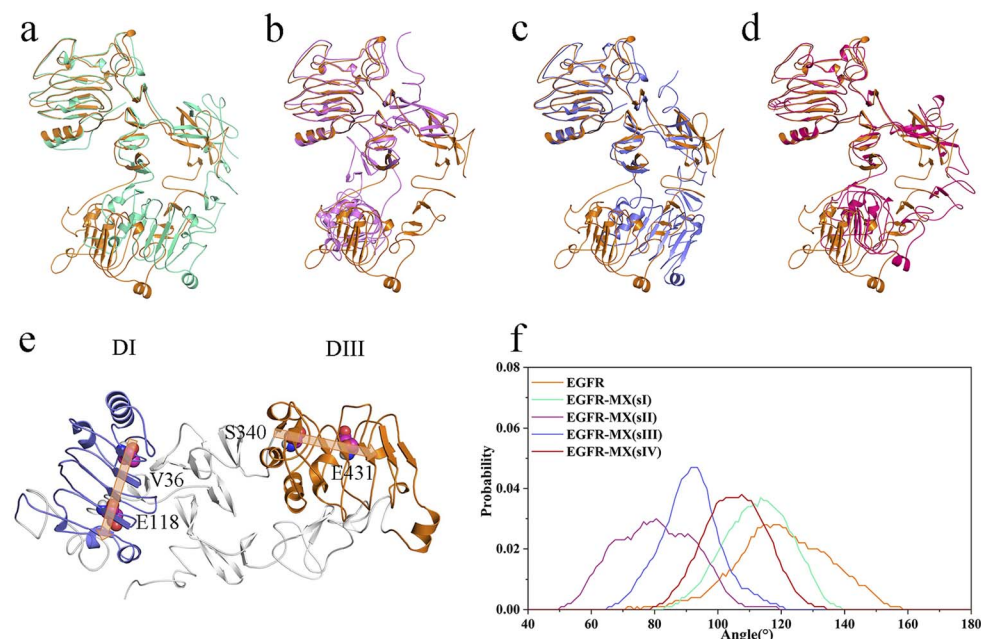 a b c d
e DI DIII
S340
E431
V36
E118
f
0.08
0.06
0.04
0.02
0.00
Probability
EGFR
EGFR-MX(sI)
EGFR-MX(sII)
EGFR-MX(sIII)
EGFR-MX(sIV)
40 60 80 100 120 140 160 180
Angle(°)